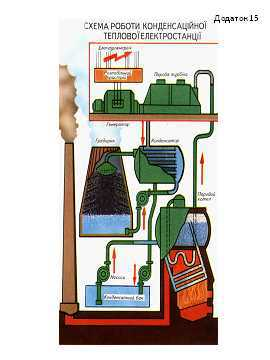 Додаток 15
СХЕМА РОБОТИ КОНДЕНСАЦІЙНОЇ
ТЕПЛОВОЇ ЕЛЕКТРОСТАНЦІЇ
Електроенергія
Парова турбіна
Генератор
Градирня
Конденсатор
Паровий
котел
Насоси
Конденсатний бак